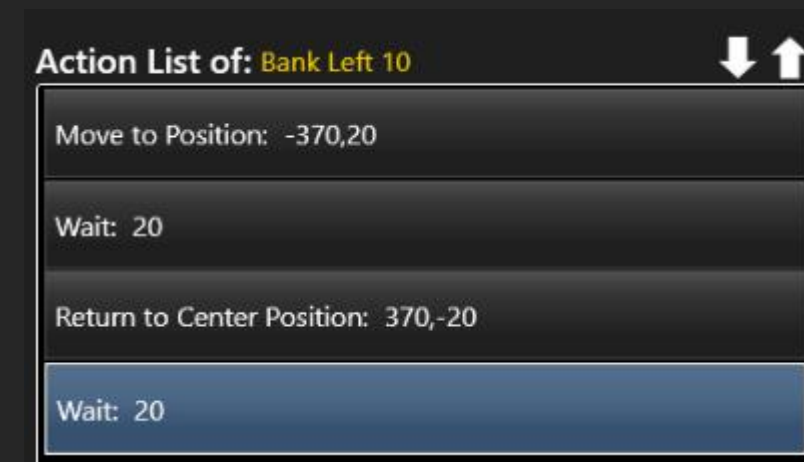 Action List of: Bank Left 10
Move to Position: -370,20
Wait: 20
Return to Center Position: 370,-20
Wait: 20